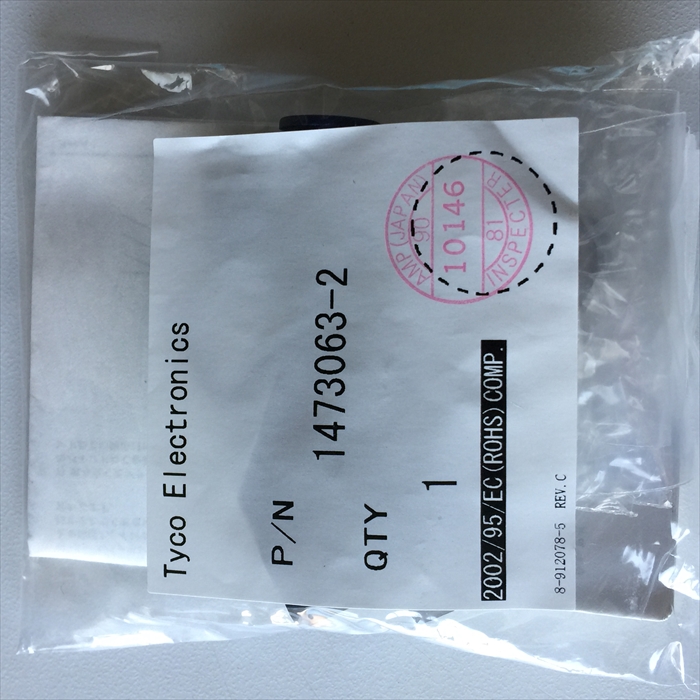 Tyco Electronics
P/N
1473063-2
QTY
1
2002/95/EC(ROHS)COMP.
8-912078-5 REV.C
AMP(JAPAN)
90
10146
81
INSPECTER